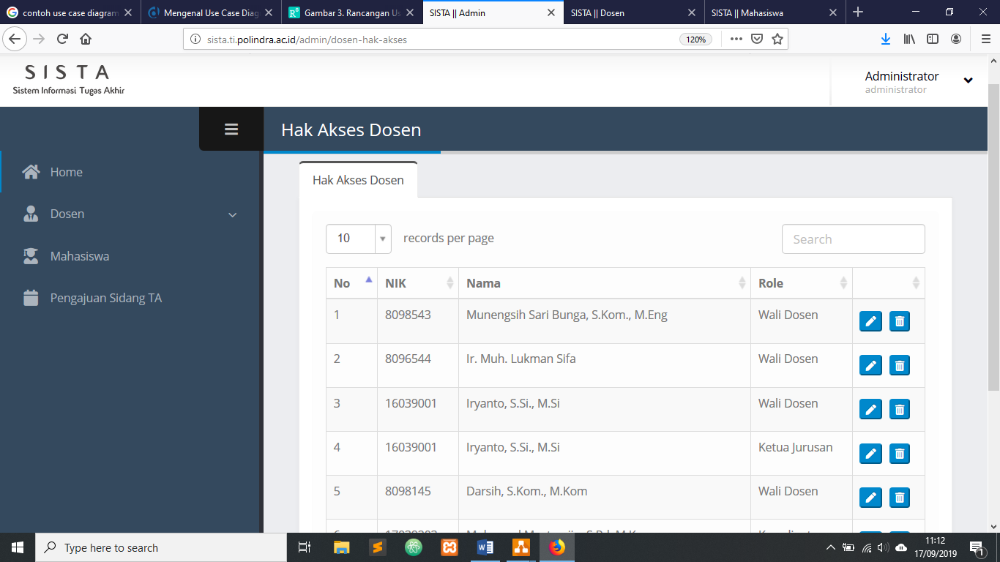 contoh use case diagram
Mengenal Use Case Diag
Gambar 3. Rancangan Us
SISTA || Admin
SISTA || Dosen
SISTA || Mahasiswa
sista.ti.polindra.ac.id/admin/dosen-hak-akses
120%
SISTA
Sistem Informasi Tugas Akhir
Administrator
administrator
Hak Akses Dosen
Home
Dosen
Mahasiswa
Pengajuan Sidang TA
Hak Akses Dosen
10 records per page
Search
No NIK Nama Role
1 8098543 Munengsih Sari Bunga, S.Kom., M.Eng Wali Dosen
2 8096544 Ir. Muh. Lukman Sifa Wali Dosen
3 16039001 Iryanto, S.Si., M.Si Wali Dosen
4 16039001 Iryanto, S.Si., M.Si Ketua Jurusan
5 8098145 Darsih, S.Kom., M.Kom Wali Dosen
Type here to search
11:12
17/09/2019
1